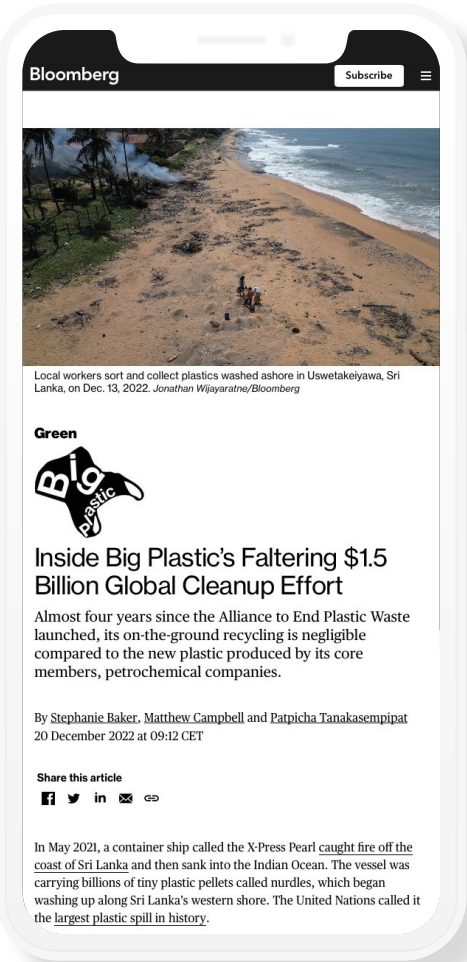 Bloomberg
Subscribe
Local workers sort and collect plastics washed ashore in Uswetakeiyawa, Sri
Lanka, on Dec. 13, 2022. Jonathan Wijayaratne/Bloomberg
Green
Big
Plastic
Inside Big Plastic's Faltering $1.5
Billion Global Cleanup Effort
Almost four years since the Alliance to End Plastic Waste
launched, its on-the-ground recycling is negligible
compared to the new plastic produced by its core
members, petrochemical companies.
By Stephanie Baker, Matthew Campbell and Patpicha Tanakasempipat
20 December 2022 at 09:12 CET
Share this article
In May 2021, a container ship called the X-Press Pearl caught fire off the
coast of Sri Lanka and then sank into the Indian Ocean. The vessel was
carrying billions of tiny plastic pellets called nurdles, which began
washing up along Sri Lanka's western shore. The United Nations called it
the largest plastic spill in history.